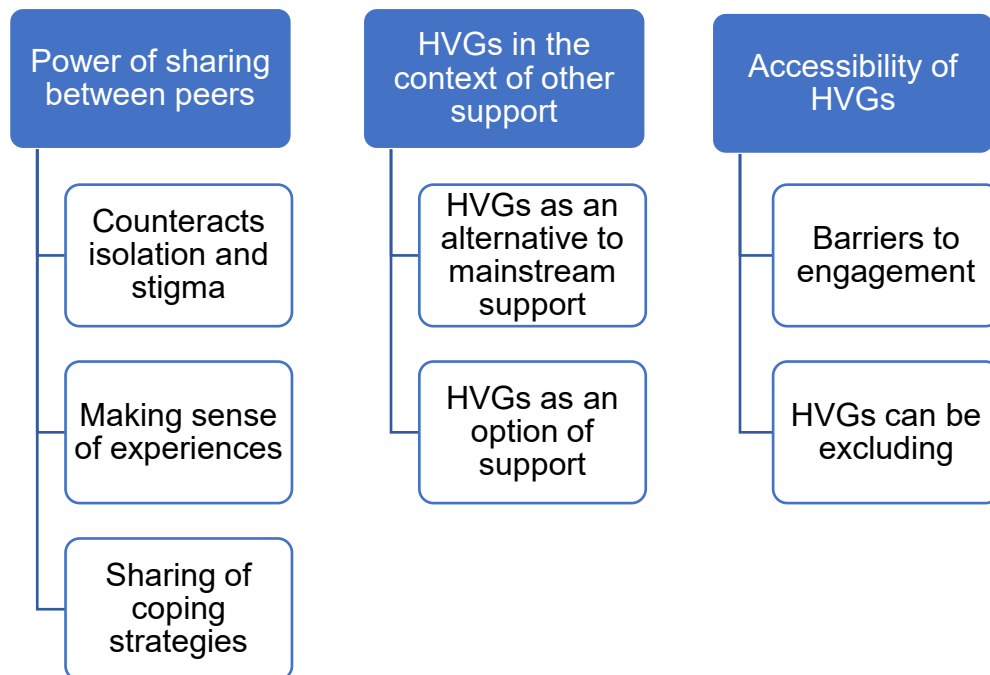 Power of sharing
between peers
Counteracts
isolation and
stigma
Making sense
of experiences
Sharing of
coping
strategies
HVGs in the
context of other
support
HVGs as an
alternative to
mainstream
support
HVGs as an
option of
support
Accessibility of
HVGs
Barriers to
engagement
HVGs can be
excluding